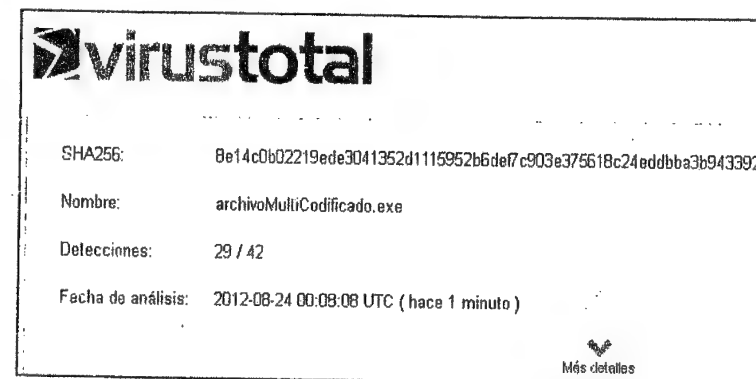 virustotal
SHA256: 8e14c0b02219ede3041352d1115952b6def7c903e375618c24eddbba3b943392
Nombre: archivoMultiCodificado.exe
Detecciones: 29 / 42
Fecha de análisis: 2012-08-24 00:08:08 UTC ( hace 1 minuto )
Más detalles